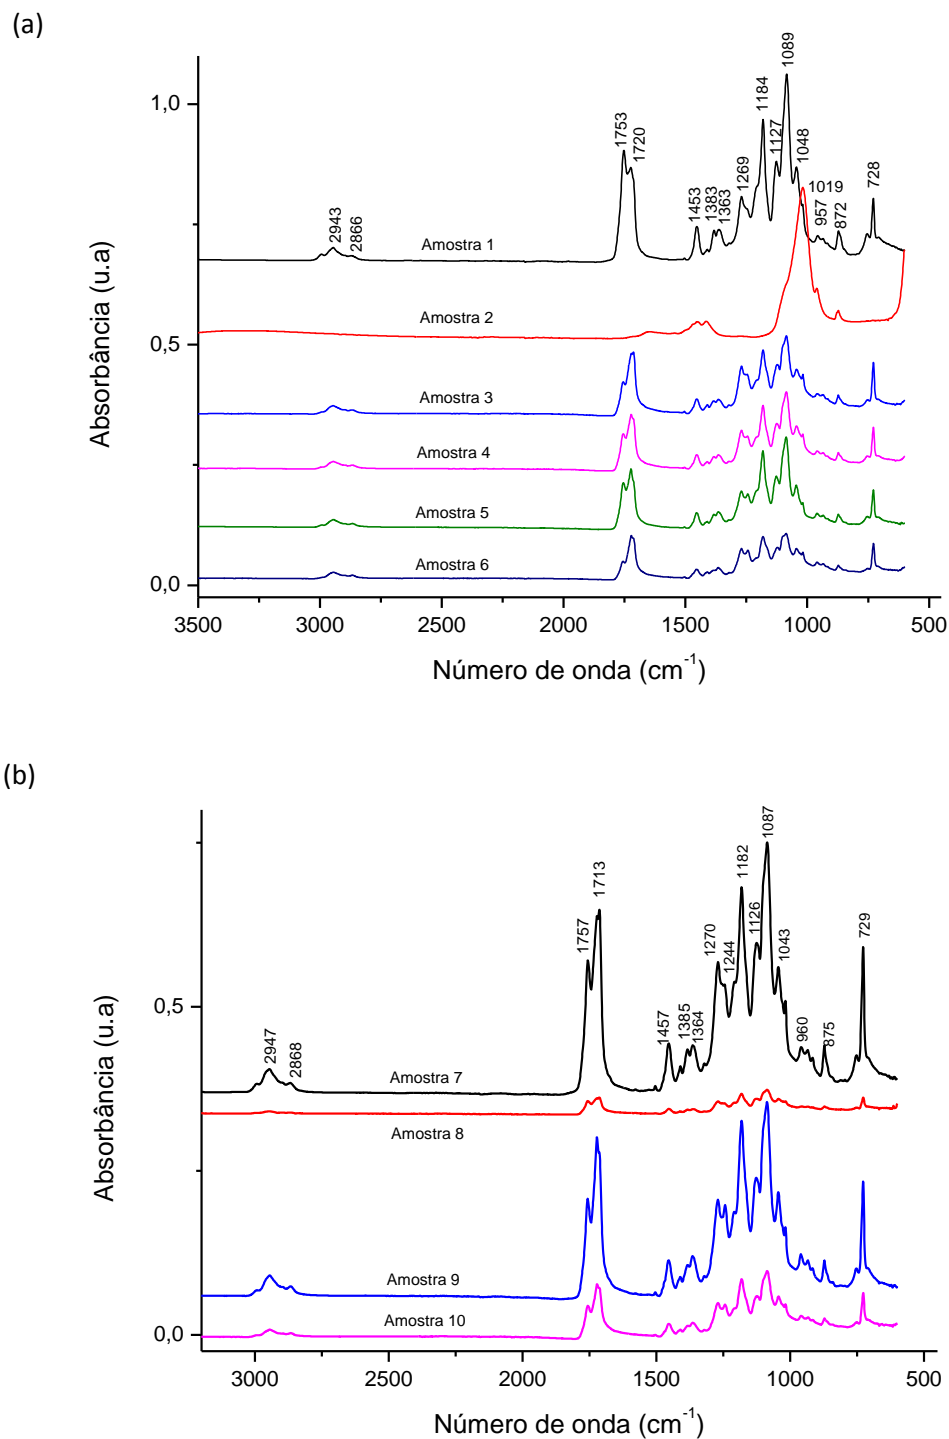 (a)
1089
1184
1,0
1753
1720
1127
1048
1269
1019
728
1453
1383
1363
957
872
2943
2866
Amostra 1
Amostra 2
0,5
Amostra 3
Amostra 4
Amostra 5
Amostra 6
0,0
Absorbância (u.a)
3500 3000 2500 2000 1500 1000 500
Número de onda (cm-1)
(b)
1087
1182
1713
1757
1270
1244
1126
1043
729
0,5
1457
1385
1364
960
875
2947
2868
Amostra 7
Amostra 8
Amostra 9
Amostra 10
0,0
Absorbância (u.a)
3000 2500 2000 1500 1000 500
Número de onda (cm-1)